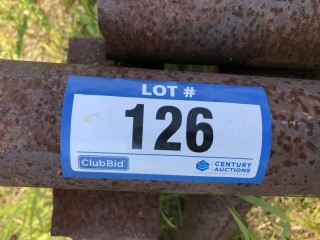 LOT #
126
ClubBid
CENTURY
AUCTIONS